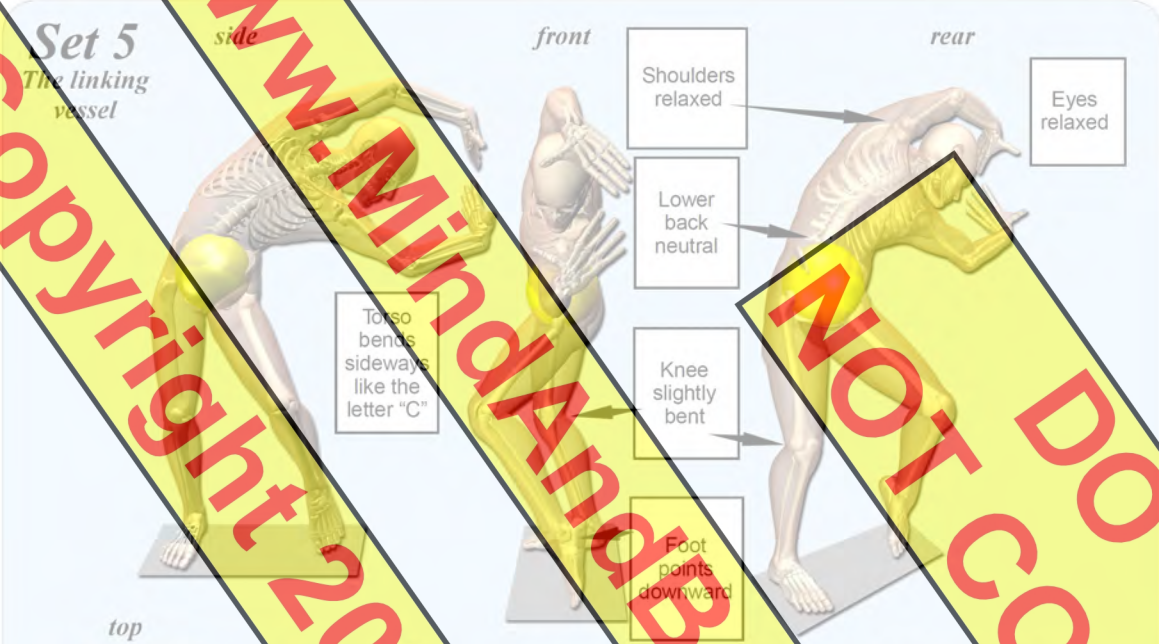 Set 5
The linking
vessel
side
front
rear
Shoulders
relaxed
Eyes
relaxed
Lower
back
neutral
Torso
bends
sideways
like the
letter “C”
Knee
slightly
bent
Foot
points
downward
top
Copyright 20
ww.MindAndB
DO
NOT CO